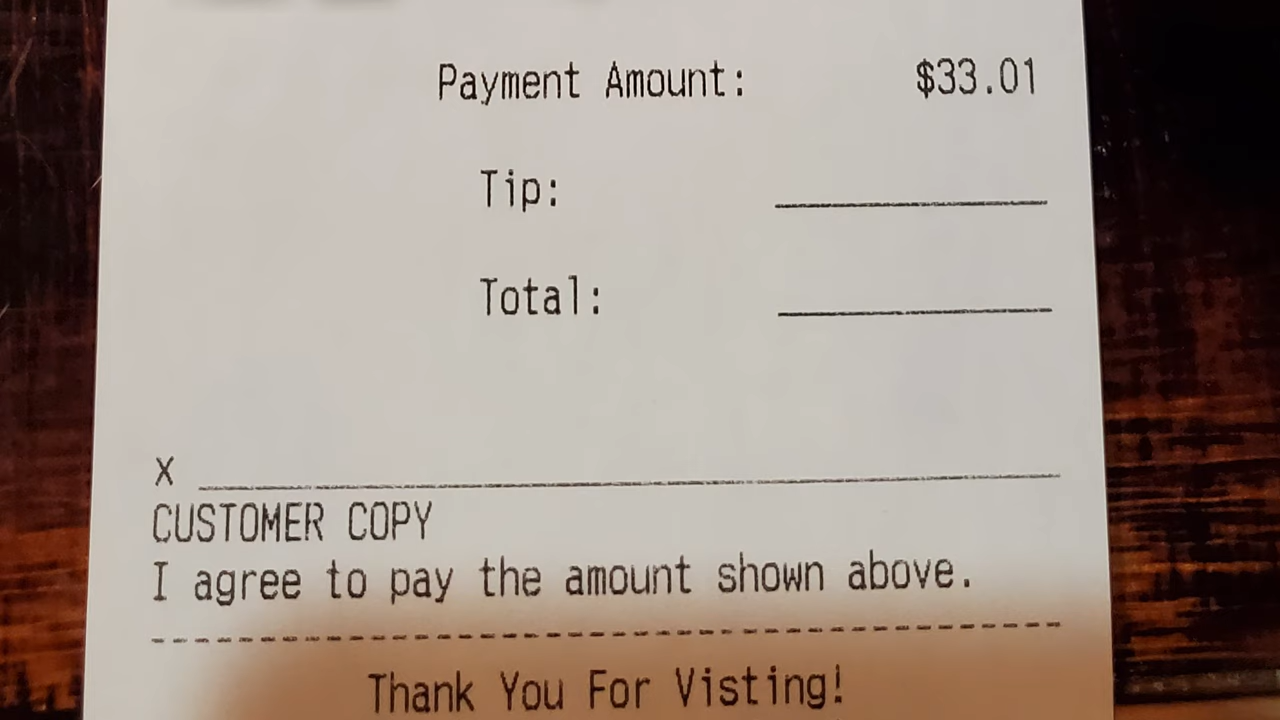 Payment Amount: $33.01
Tip:
Total:
X
CUSTOMER COPY
I agree to pay the amount shown above.
Thank You For Visting!